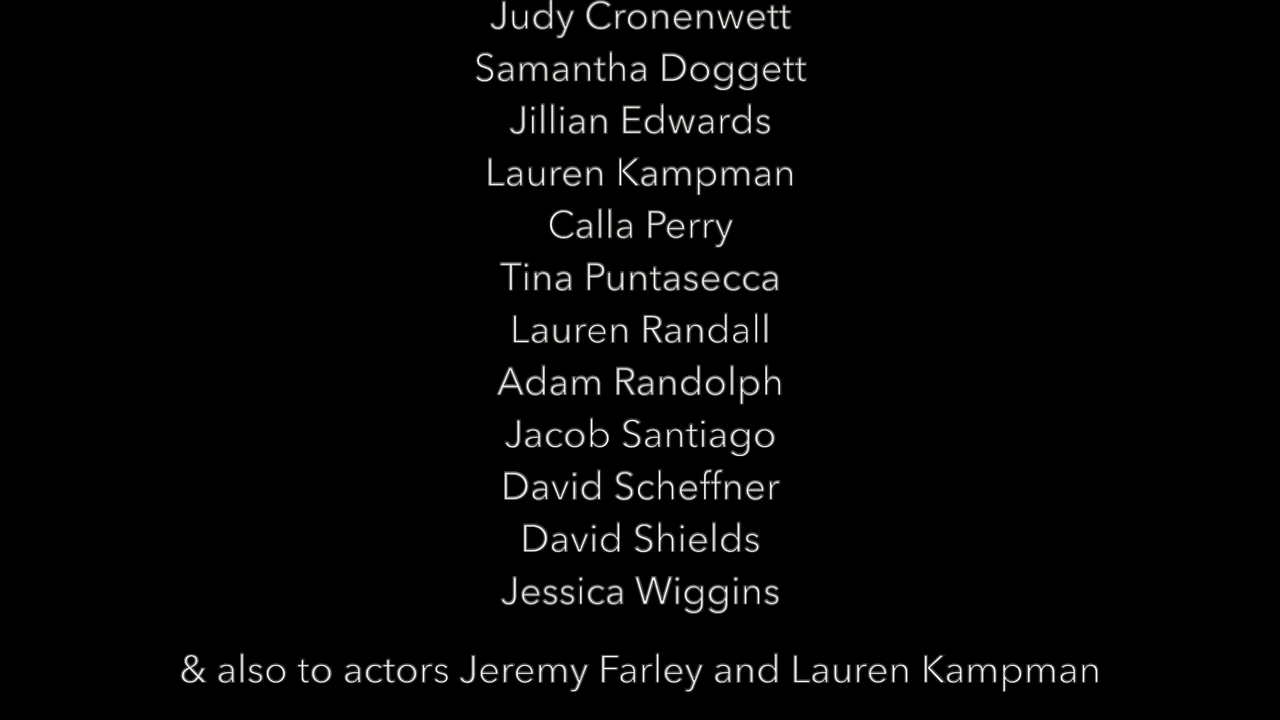 Judy Cronenwett
Samantha Doggett
Jillian Edwards
Lauren Kampman
Calla Perry
Tina Puntasecca
Lauren Randall
Adam Randolph
Jacob Santiago
David Scheffner
David Shields
Jessica Wiggins
& also to actors Jeremy Farley and Lauren Kampman